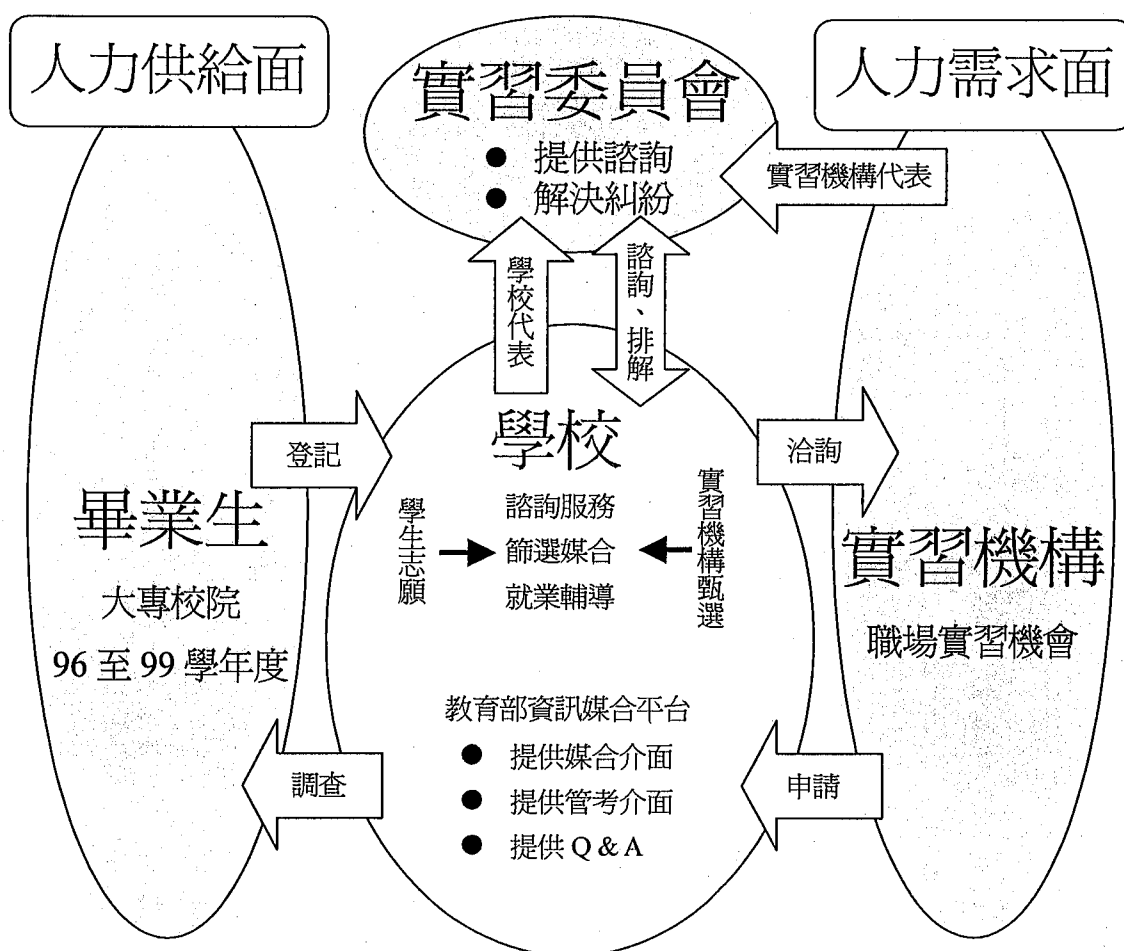 人力供給面
實習委員會
● 提供諮詢
● 解決糾紛
人力需求面
實習機構代表
學校代表
諮詢、排解
登記
學校
洽詢
畢業生
大專校院
96 至 99 學年度
學生志願
諮詢服務
篩選媒合
就業輔導
實習機構甄選
實習機構
職場實習機會
教育部資訊媒合平台
● 提供媒合介面
● 提供管考介面
● 提供 Q & A
調查
申請